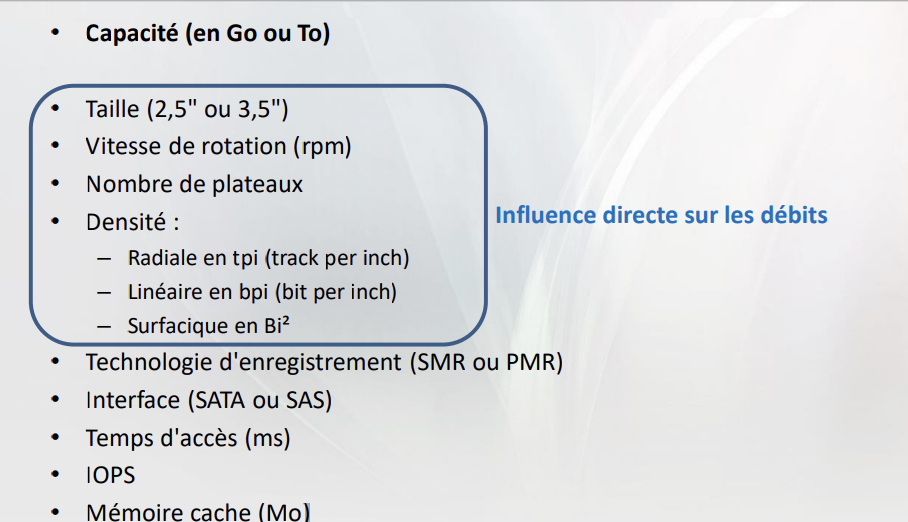 • Capacité (en Go ou To)
• Taille (2,5" ou 3,5")
• Vitesse de rotation (rpm)
• Nombre de plateaux
• Densité :
– Radiale en tpi (track per inch)
– Linéaire en bpi (bit per inch)
– Surfacique en Bi²
Influence directe sur les débits
• Technologie d'enregistrement (SMR ou PMR)
• Interface (SATA ou SAS)
• Temps d'accès (ms)
• IOPS
• Mémoire cache (Mo)